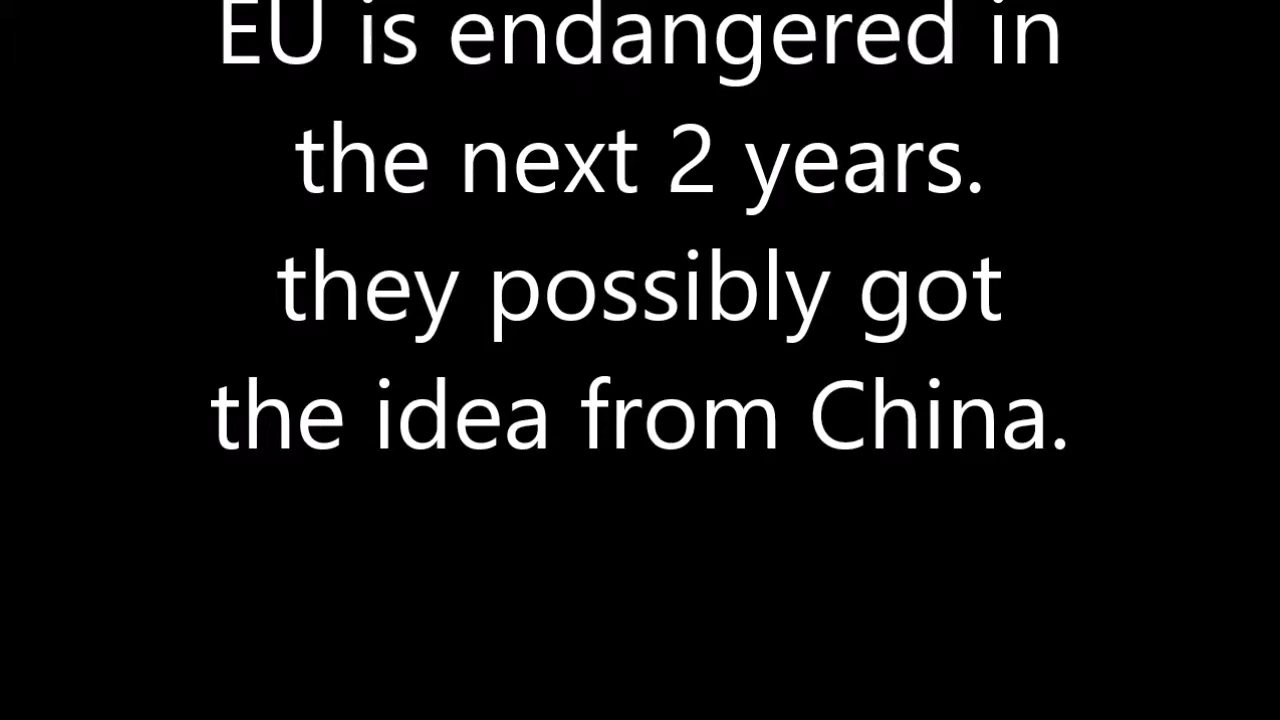 EU is endangered in
the next 2 years.
they possibly got
the idea from China.